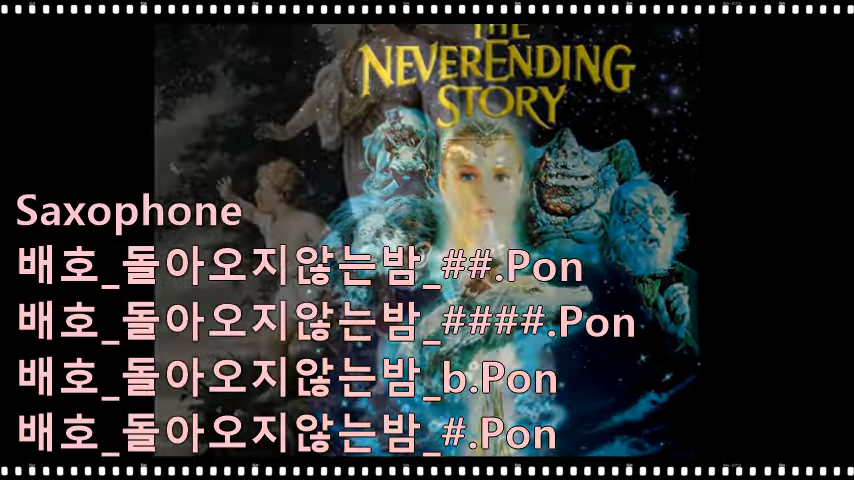 THE
NEVERENDING
STORY
Saxophone
배호_돌아오지않는밤_##.Pon
배호_돌아오지않는밤_####.Pon
배호_돌아오지않는밤_b.Pon
배호_돌아오지않는밤_#.Pon